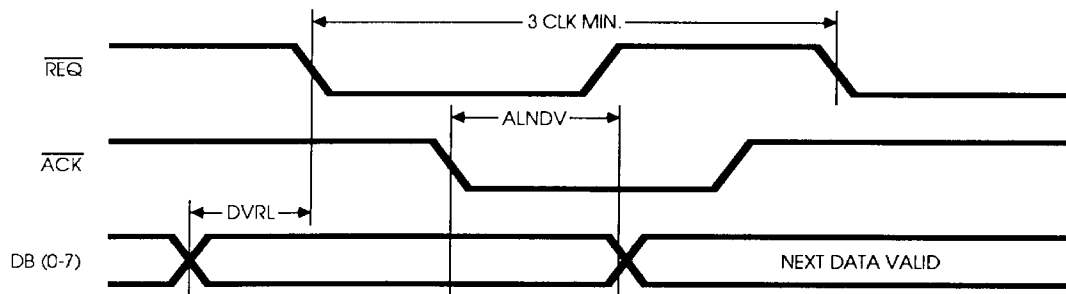 3 CLK MIN.
REQ
ALNDV
ACK
DVRL
DB (0-7)
NEXT DATA VALID